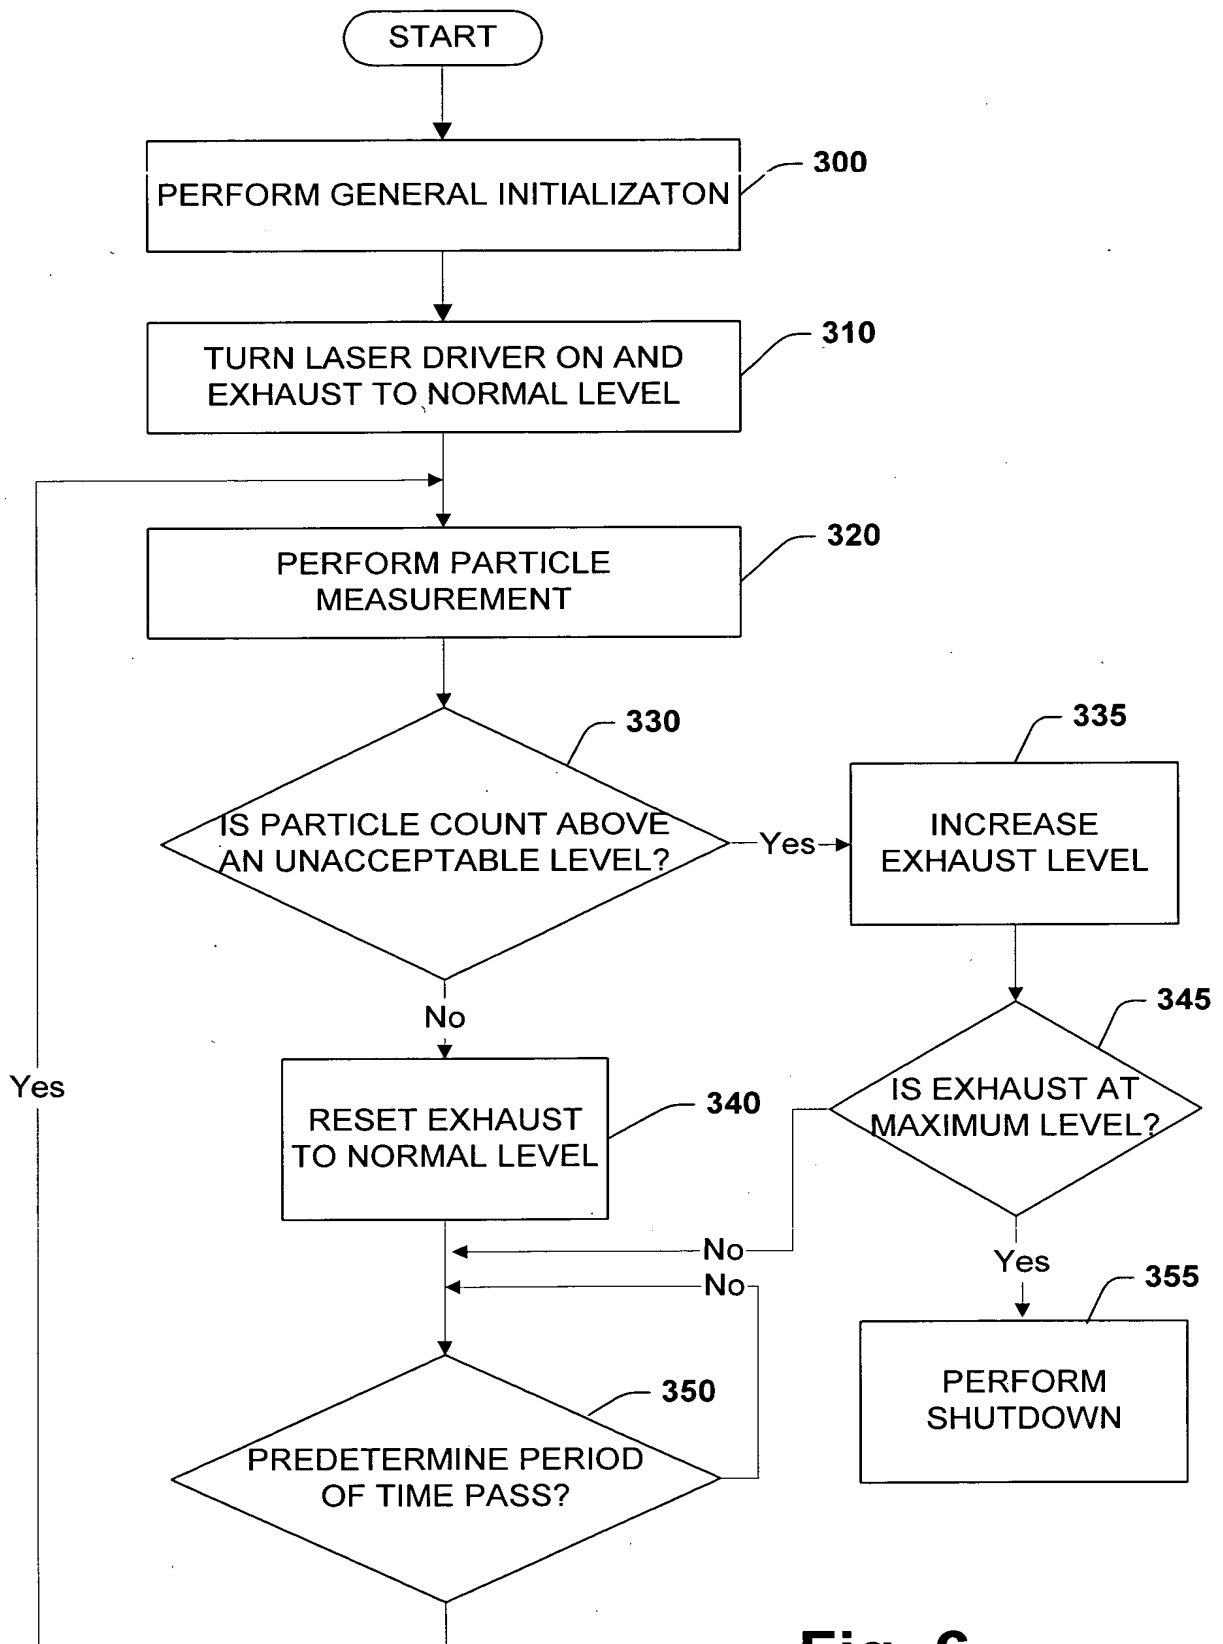 START
PERFORM GENERAL INITIALIZATON
300
TURN LASER DRIVER ON AND
EXHAUST TO NORMAL LEVEL
310
PERFORM PARTICLE
MEASUREMENT
320
IS PARTICLE COUNT ABOVE
AN UNACCEPTABLE LEVEL?
330
Yes
INCREASE
EXHAUST LEVEL
335
No
RESET EXHAUST
TO NORMAL LEVEL
340
IS EXHAUST AT
MAXIMUM LEVEL?
345
Yes
No
No
Yes
PERFORM
SHUTDOWN
355
PREDETERMINE PERIOD
OF TIME PASS?
350
Fig. 6